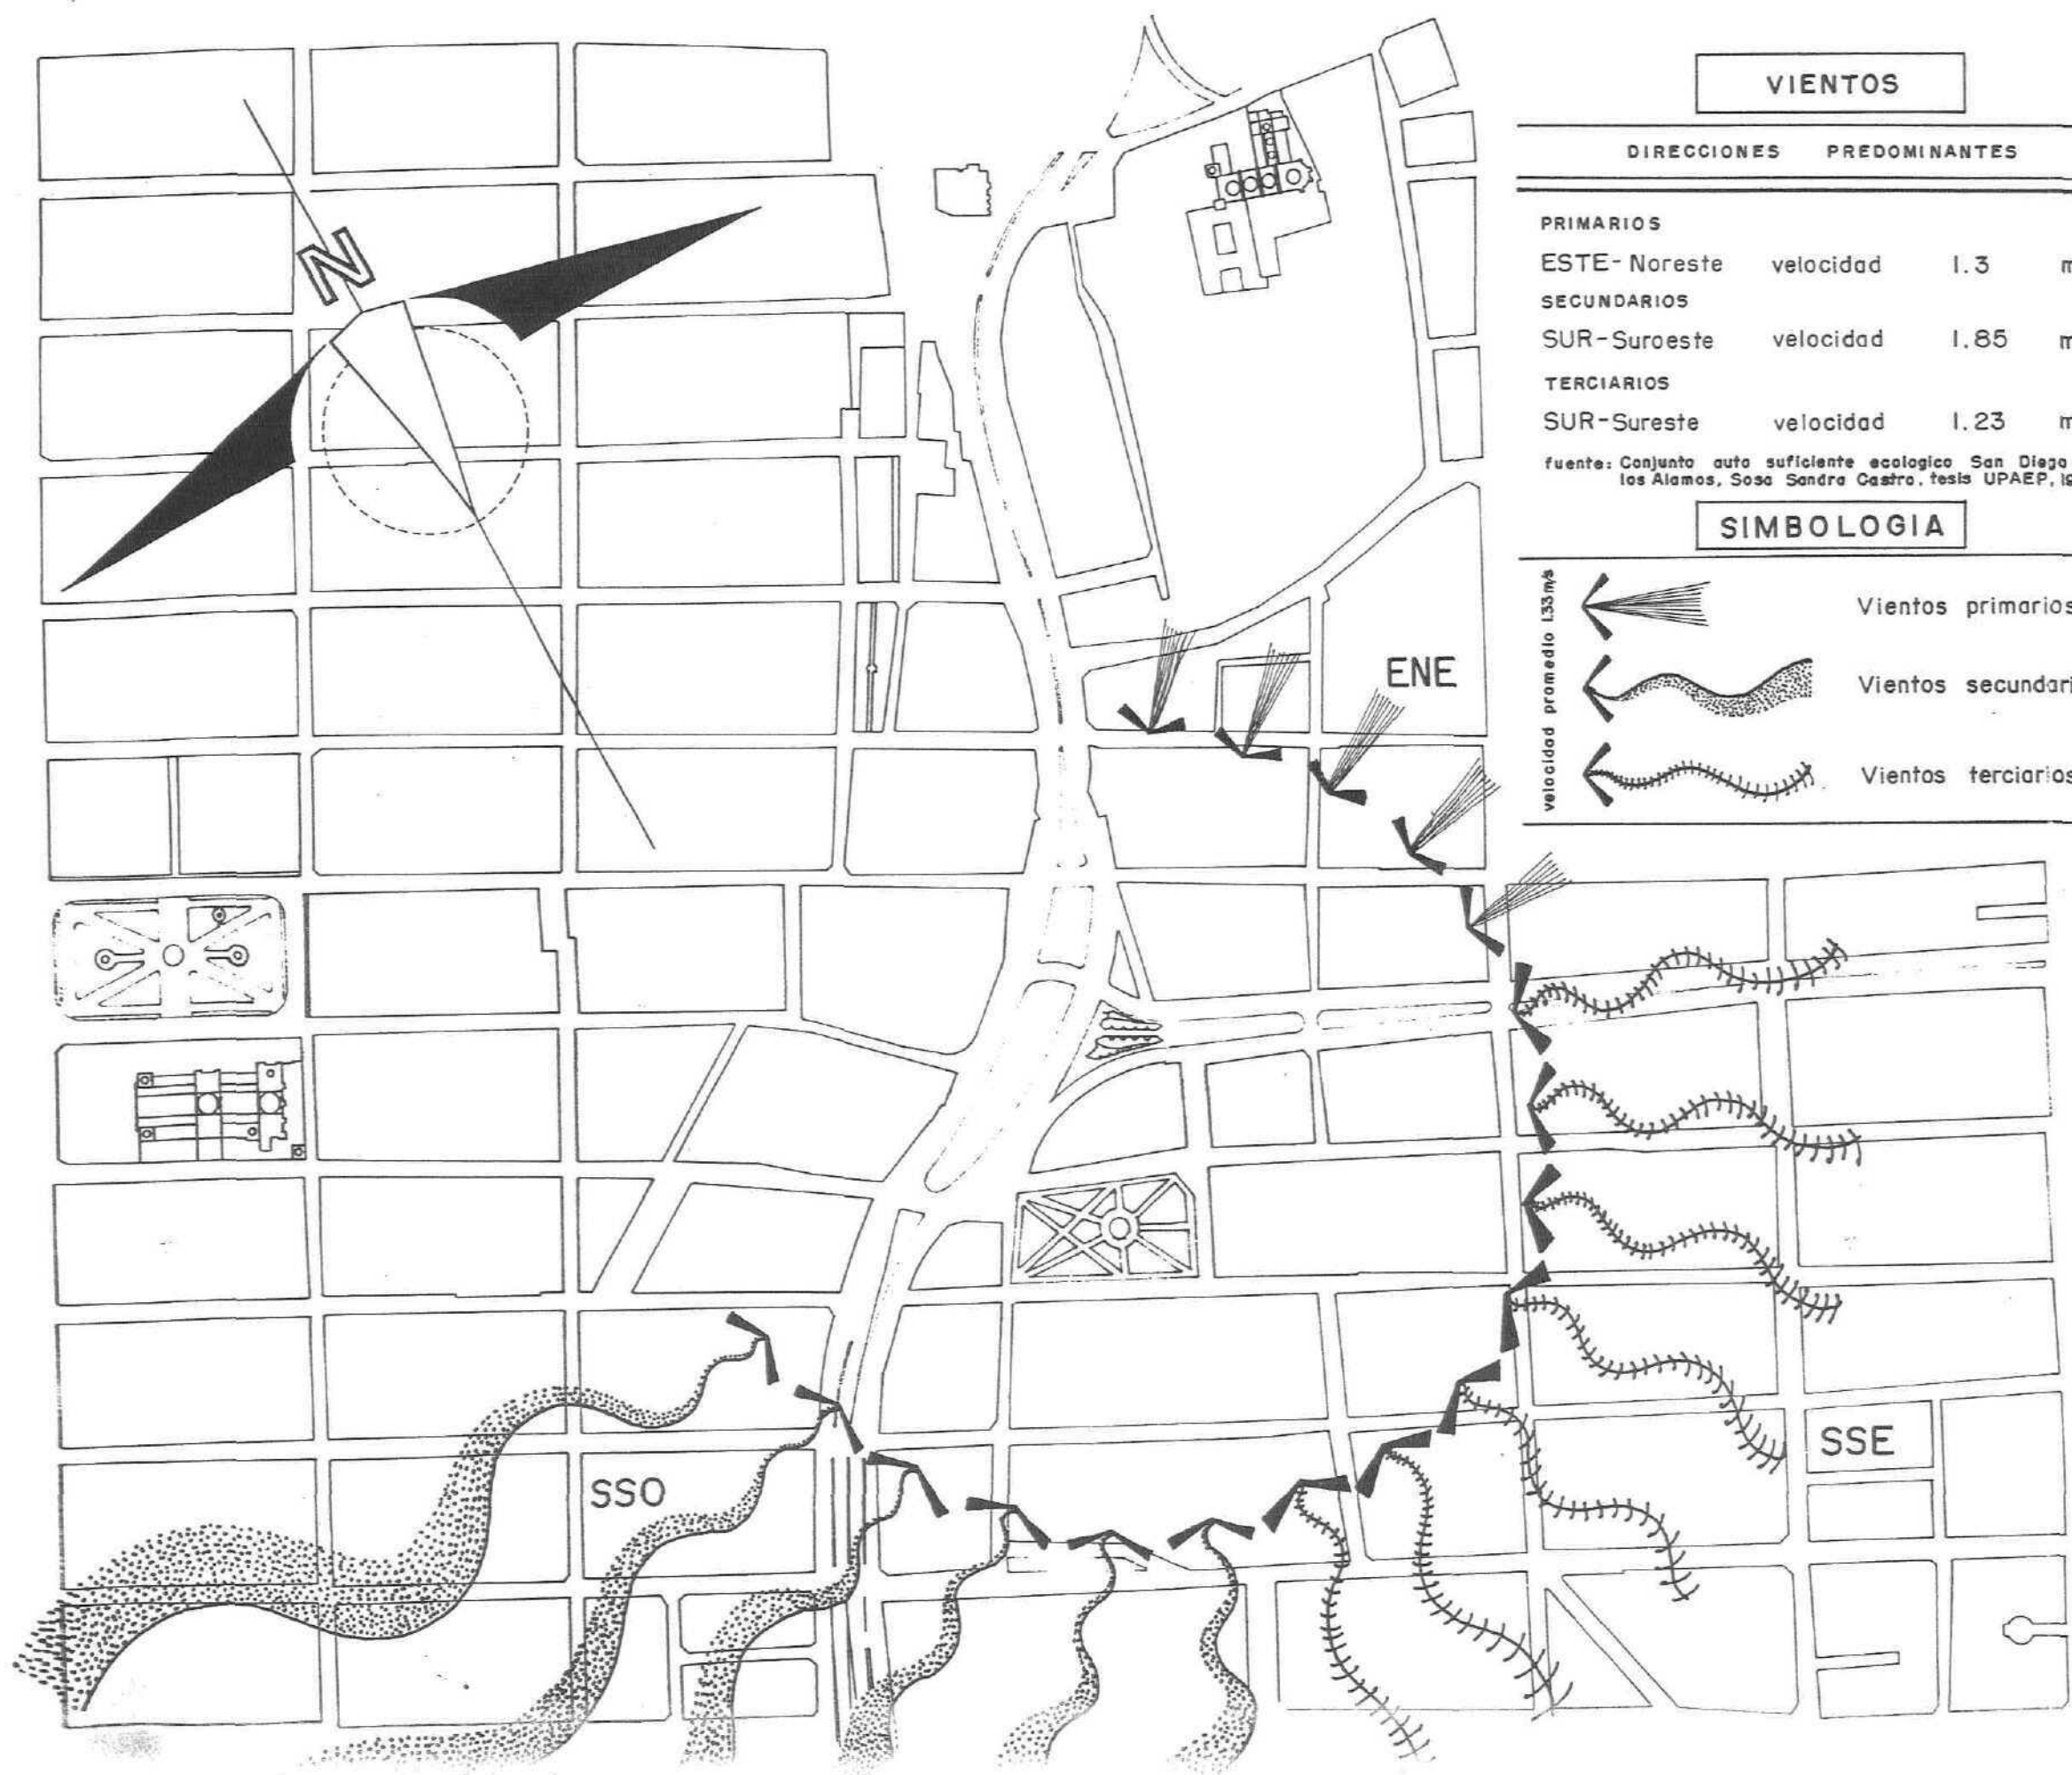 N
VIENTOS
DIRECCIONES PREDOMINANTES
PRIMARIOS
ESTE-Noreste velocidad 1.3 m
SECUNDARIOS
SUR-Suroeste velocidad 1.85 m
TERCIARIOS
SUR-Sureste velocidad 1.23 m
fuente: Conjunto auto suficiente ecologico San Diego
los Alamos, Sosa Sandra Castro, tesis UPAEP, 19
SIMBOLOGIA
velocidad promedio 1.33m/s
Vientos primarios
Vientos secundari
Vientos terciarios
ENE
SSE
SSO